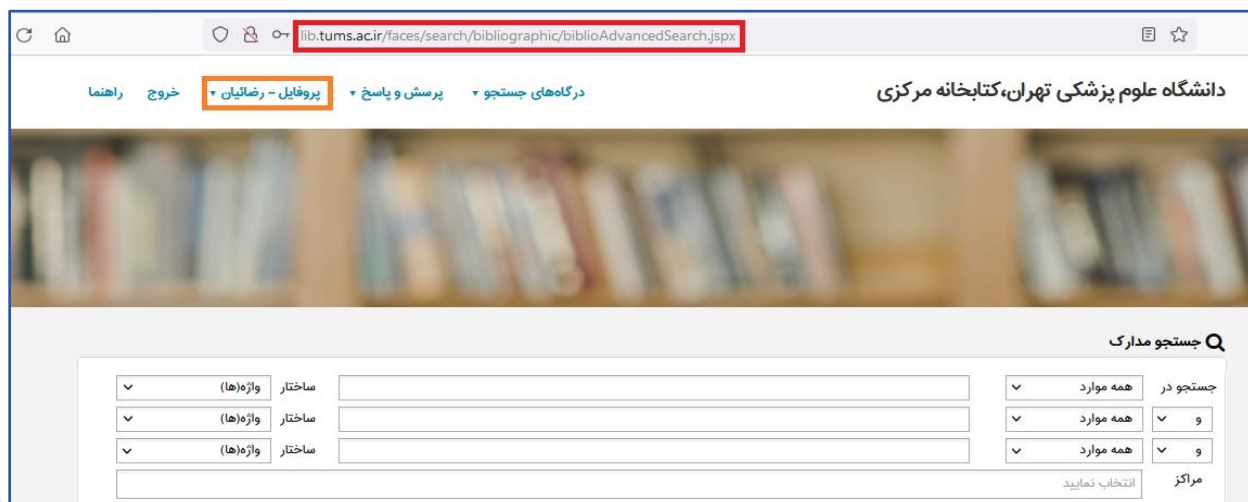 lib.tums.ac.ir/faces/search/bibliographic/biblioAdvancedSearch.jspx
دانشگاه علوم پزشکی تهران،کتابخانه مرکزی
درگاه‌های جستجو پرسش و پاسخ پروفایل - رضائیان خروج راهنما
جستجو مدارک
جستجو در همه موارد ساختار واژه(ها)
و همه موارد ساختار واژه(ها)
و همه موارد ساختار واژه(ها)
مراکز انتخاب نمایید